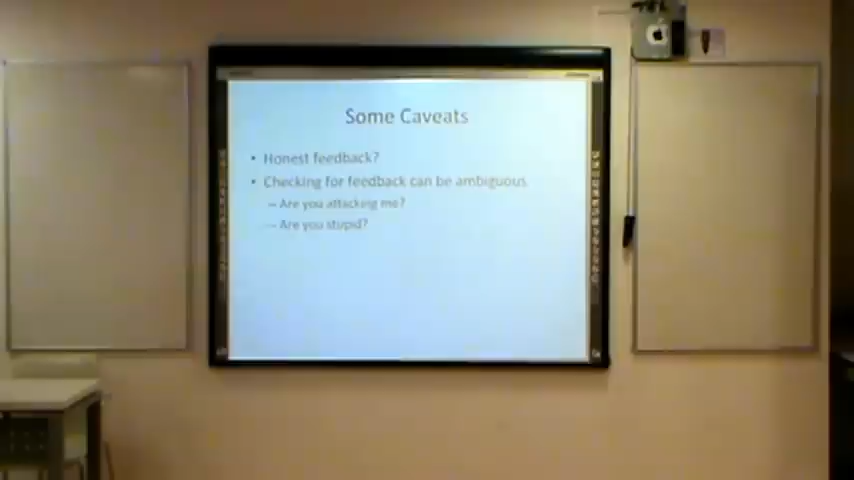 Some Caveats
• Honest feedback?
• Checking for feedback can be ambiguous
– Are you attacking me?
– Are you stupid?